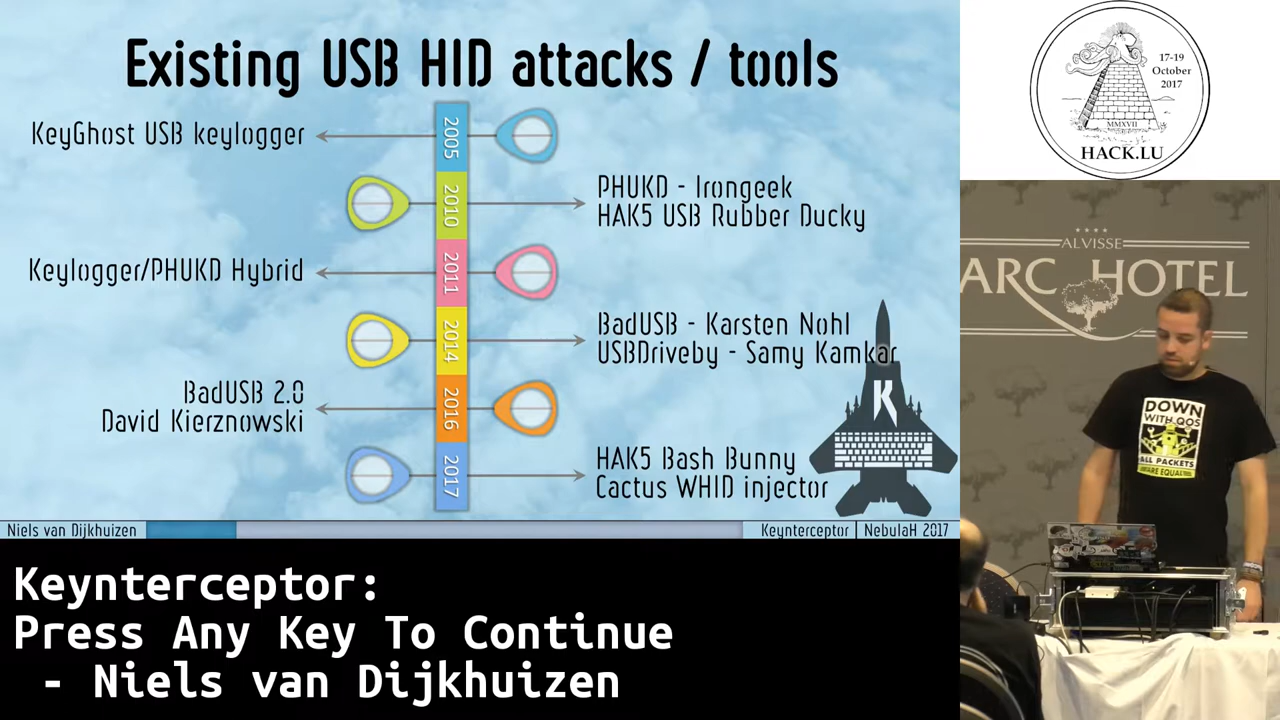 Existing USB HID attacks / tools
KeyGhost USB keylogger
2005
2010
PHUKD - Irongeek
HAK5 USB Rubber Ducky
Keylogger/PHUKD Hybrid
2011
2014
BadUSB - Karsten Nohl
USBDriveby - Samy Kamkar
BadUSB 2.0
David Kierznowski
2016
2017
HAK5 Bash Bunny
Cactus WHID injector
K
Niels van Dijkhuizen
Keynterceptor | NebulaH 2017
Keynterceptor:
Press Any Key To Continue
- Niels van Dijkhuizen
17-19
October
2017
MMXVII
HACK.LU
ALVISSE
ARC HOTEL
DOWN
WITH QOS
ALL PACKETS
ARE EQUAL